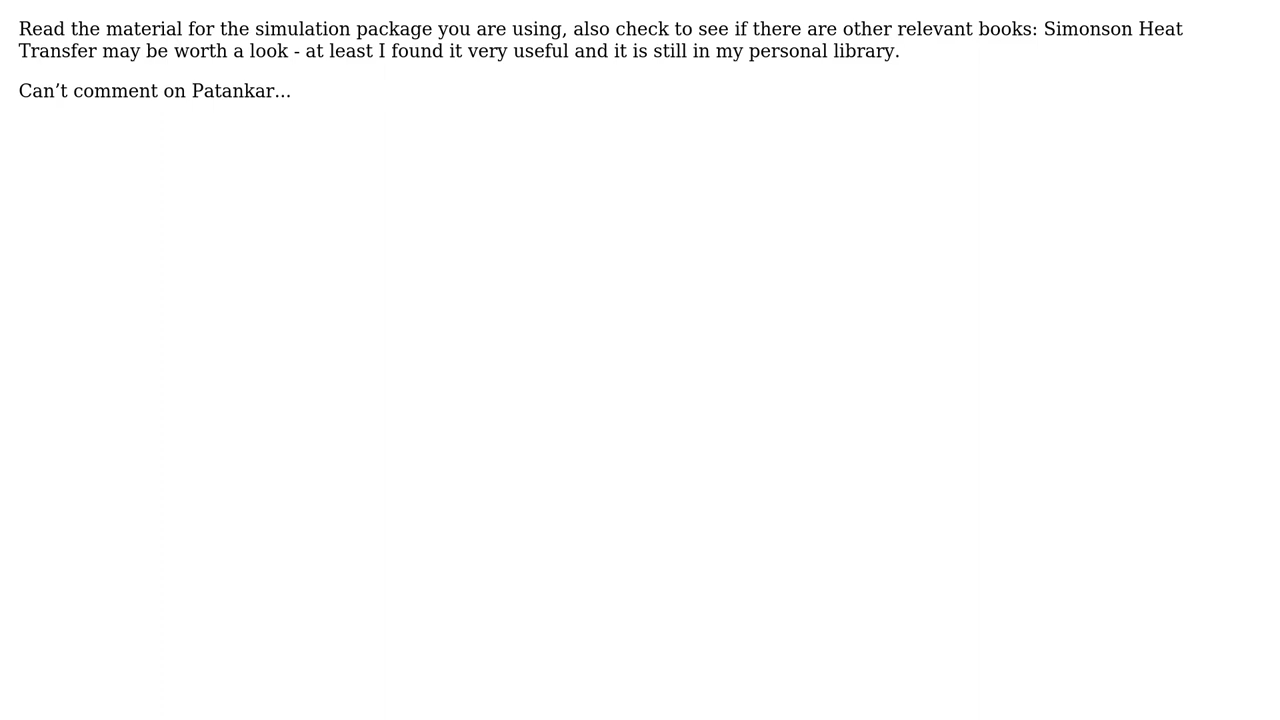 Read the material for the simulation package you are using, also check to see if there are other relevant books: Simonson Heat
Transfer may be worth a look - at least I found it very useful and it is still in my personal library.
Can’t comment on Patankar...